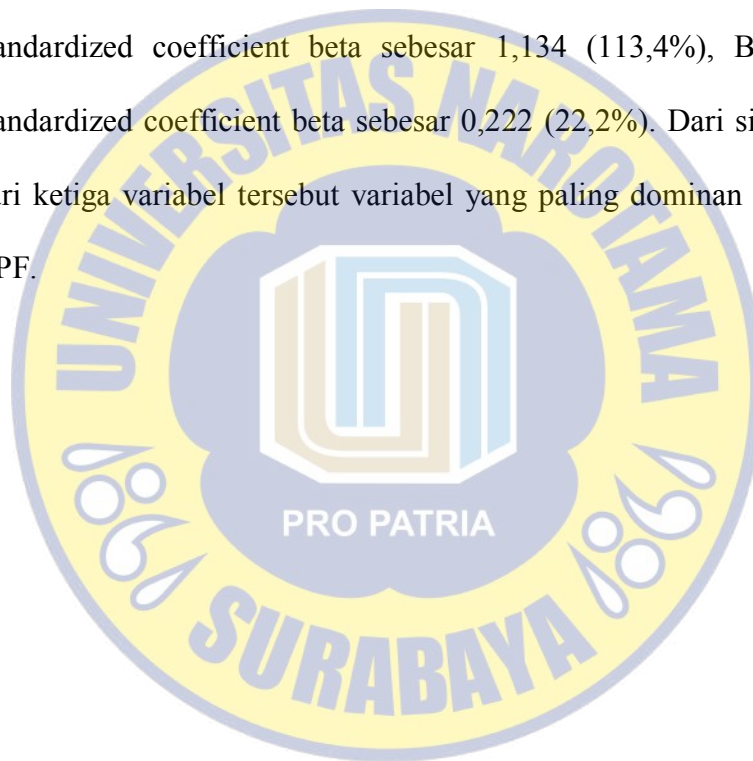 andardized coefficient beta sebesar 1,134 (113,4%), B
andardized coefficient beta sebesar 0,222 (22,2%). Dari si
ari ketiga variabel tersebut variabel yang paling dominan
PF.
UNIVERSITAS NAROTAMA
PRO PATRIA
SURABAYA